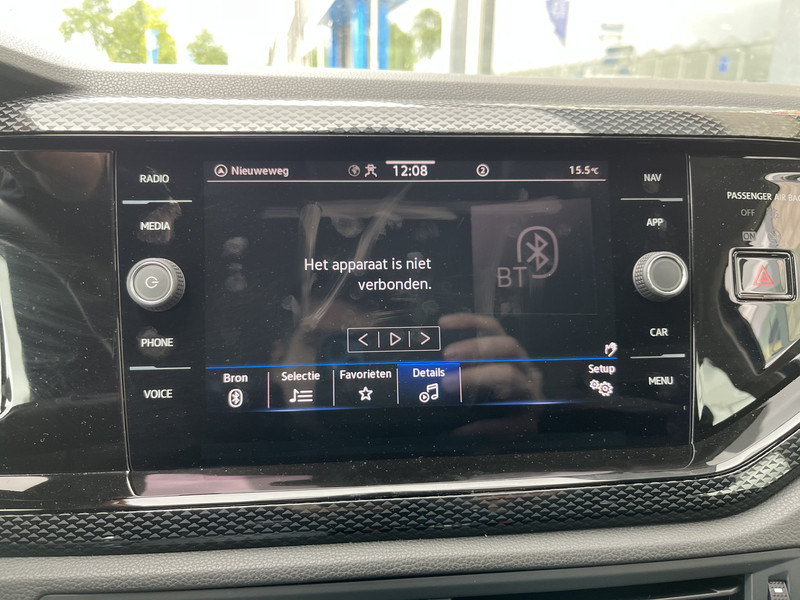 RADIO
MEDIA
PHONE
VOICE
Nieuweweg
12:08
2
15.5°C
Het apparaat is niet
verbonden.
BT
Bron
Selectie
Favorieten
Details
Setup
NAV
APP
CAR
MENU
PASSENGER AIR BAG
OFF
ON